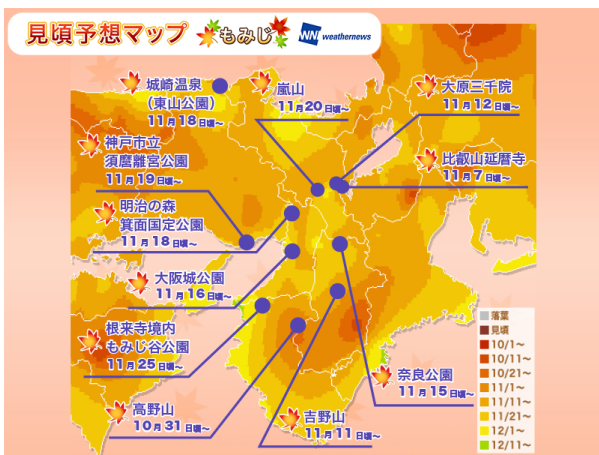 見頃予想マップ
もみじ
WNI weathernews
城崎温泉
(東山公園)
11月18日頃〜
嵐山
11月20日頃〜
大原三千院
11月12日頃〜
神戸市立
須磨離宮公園
11月19日頃〜
比叡山延暦寺
11月7日頃〜
明治の森
箕面国定公園
11月18日頃〜
大阪城公園
11月16日頃〜
根来寺境内
もみじ谷公園
11月25日頃〜
高野山
10月31日頃〜
吉野山
11月11日頃〜
奈良公園
11月15日頃〜
落葉
見頃
10/1〜
10/11〜
10/21〜
11/1〜
11/11〜
11/21〜
12/1〜
12/11〜